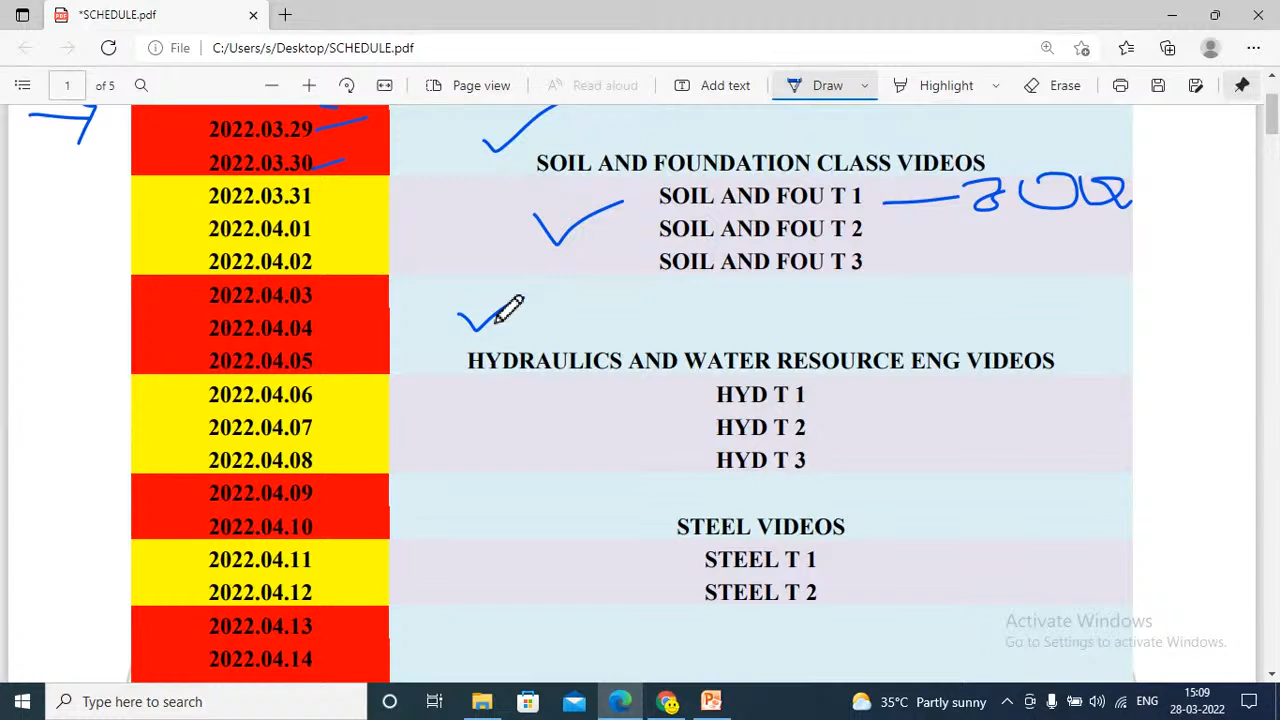 *SCHEDULE.pdf
File C:/Users/s/Desktop/SCHEDULE.pdf
1 of 5 Page view Read aloud Add text Draw Highlight Erase
2022.03.29
2022.03.30 SOIL AND FOUNDATION CLASS VIDEOS
2022.03.31 SOIL AND FOU T 1
2022.04.01 SOIL AND FOU T 2
2022.04.02 SOIL AND FOU T 3
2022.04.03
2022.04.04
2022.04.05 HYDRAULICS AND WATER RESOURCE ENG VIDEOS
2022.04.06 HYD T 1
2022.04.07 HYD T 2
2022.04.08 HYD T 3
2022.04.09
2022.04.10 STEEL VIDEOS
2022.04.11 STEEL T 1
2022.04.12 STEEL T 2
2022.04.13
2022.04.14
Activate Windows
Go to Settings to activate Windows.
Type here to search 35°C Partly sunny ENG 15:09
28-03-2022